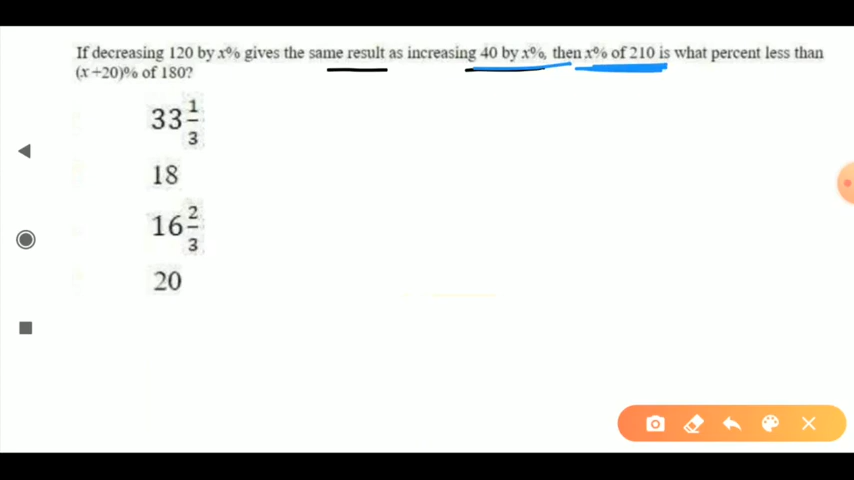 If decreasing 120 by x% gives the same result as increasing 40 by x%, then x% of 210 is what percent less than
(x+20)% of 180?
33 1/3
18
16 2/3
20